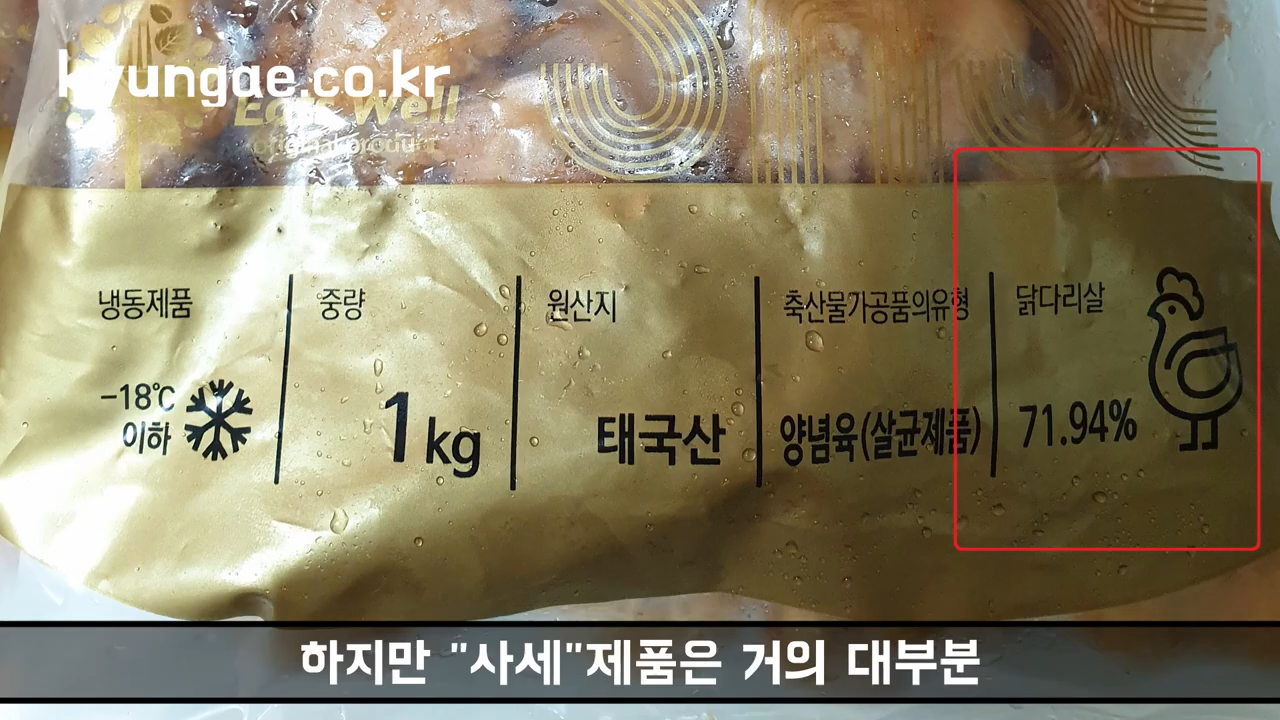 kyungae.co.kr
Eats Well
original product
냉동제품
-18℃
이하
중량
1kg
원산지
태국산
축산물가공품의유형
양념육(살균제품)
닭다리살
71.94%
하지만 "사세"제품은 거의 대부분